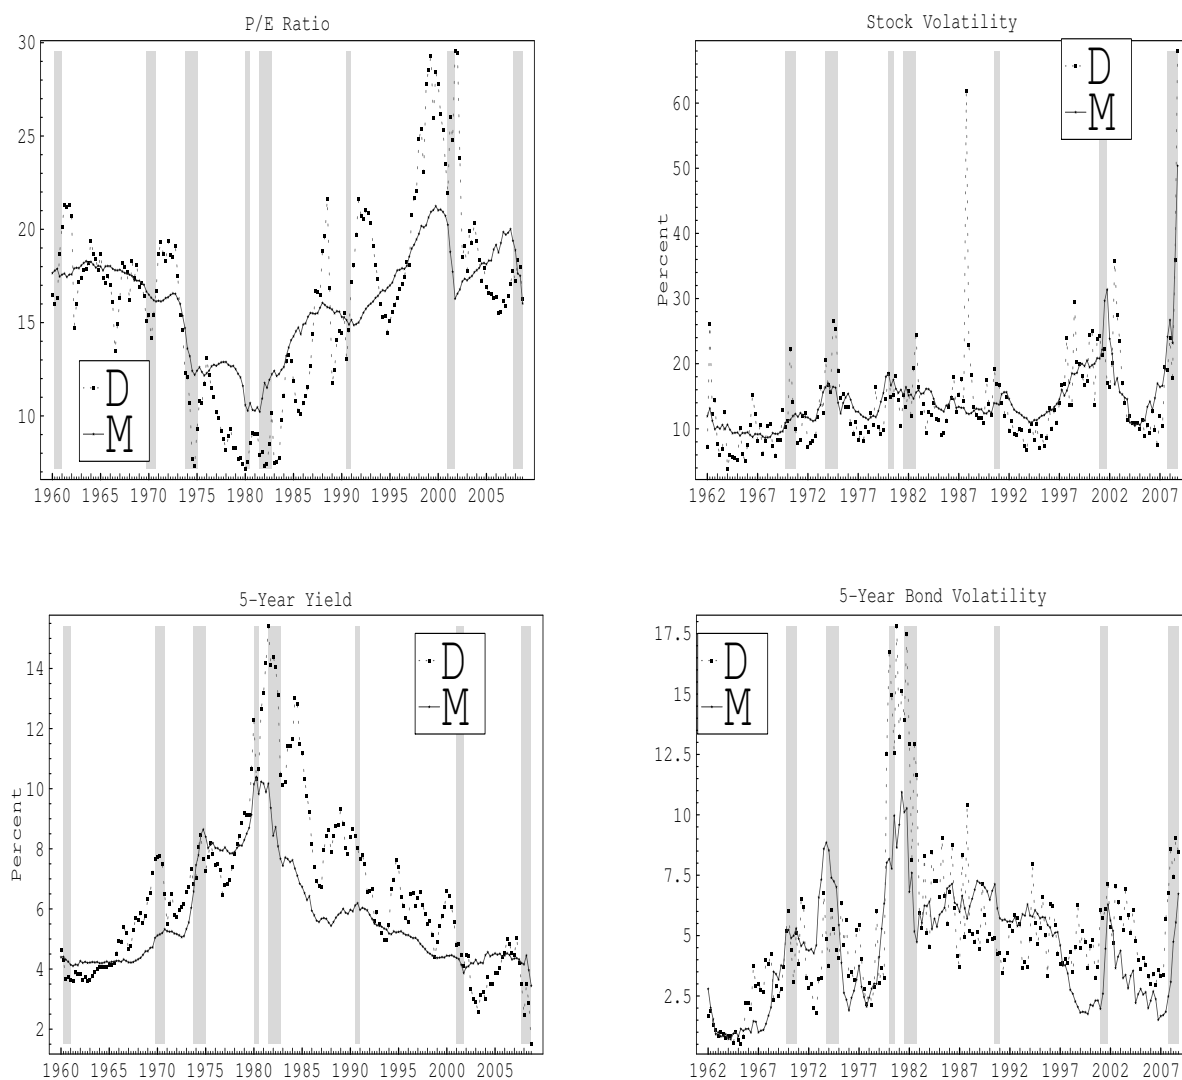 P/E Ratio
30
25
20
15
10
D
M
1960 1965 1970 1975 1980 1985 1990 1995 2000 2005
Stock Volatility
Percent
60
50
40
30
20
10
D
M
1962 1967 1972 1977 1982 1987 1992 1997 2002 2007
5-Year Yield
Percent
14
12
10
8
6
4
2
D
M
1960 1965 1970 1975 1980 1985 1990 1995 2000 2005
5-Year Bond Volatility
17.5
15
12.5
10
7.5
5
2.5
D
M
1962 1967 1972 1977 1982 1987 1992 1997 2002 2007